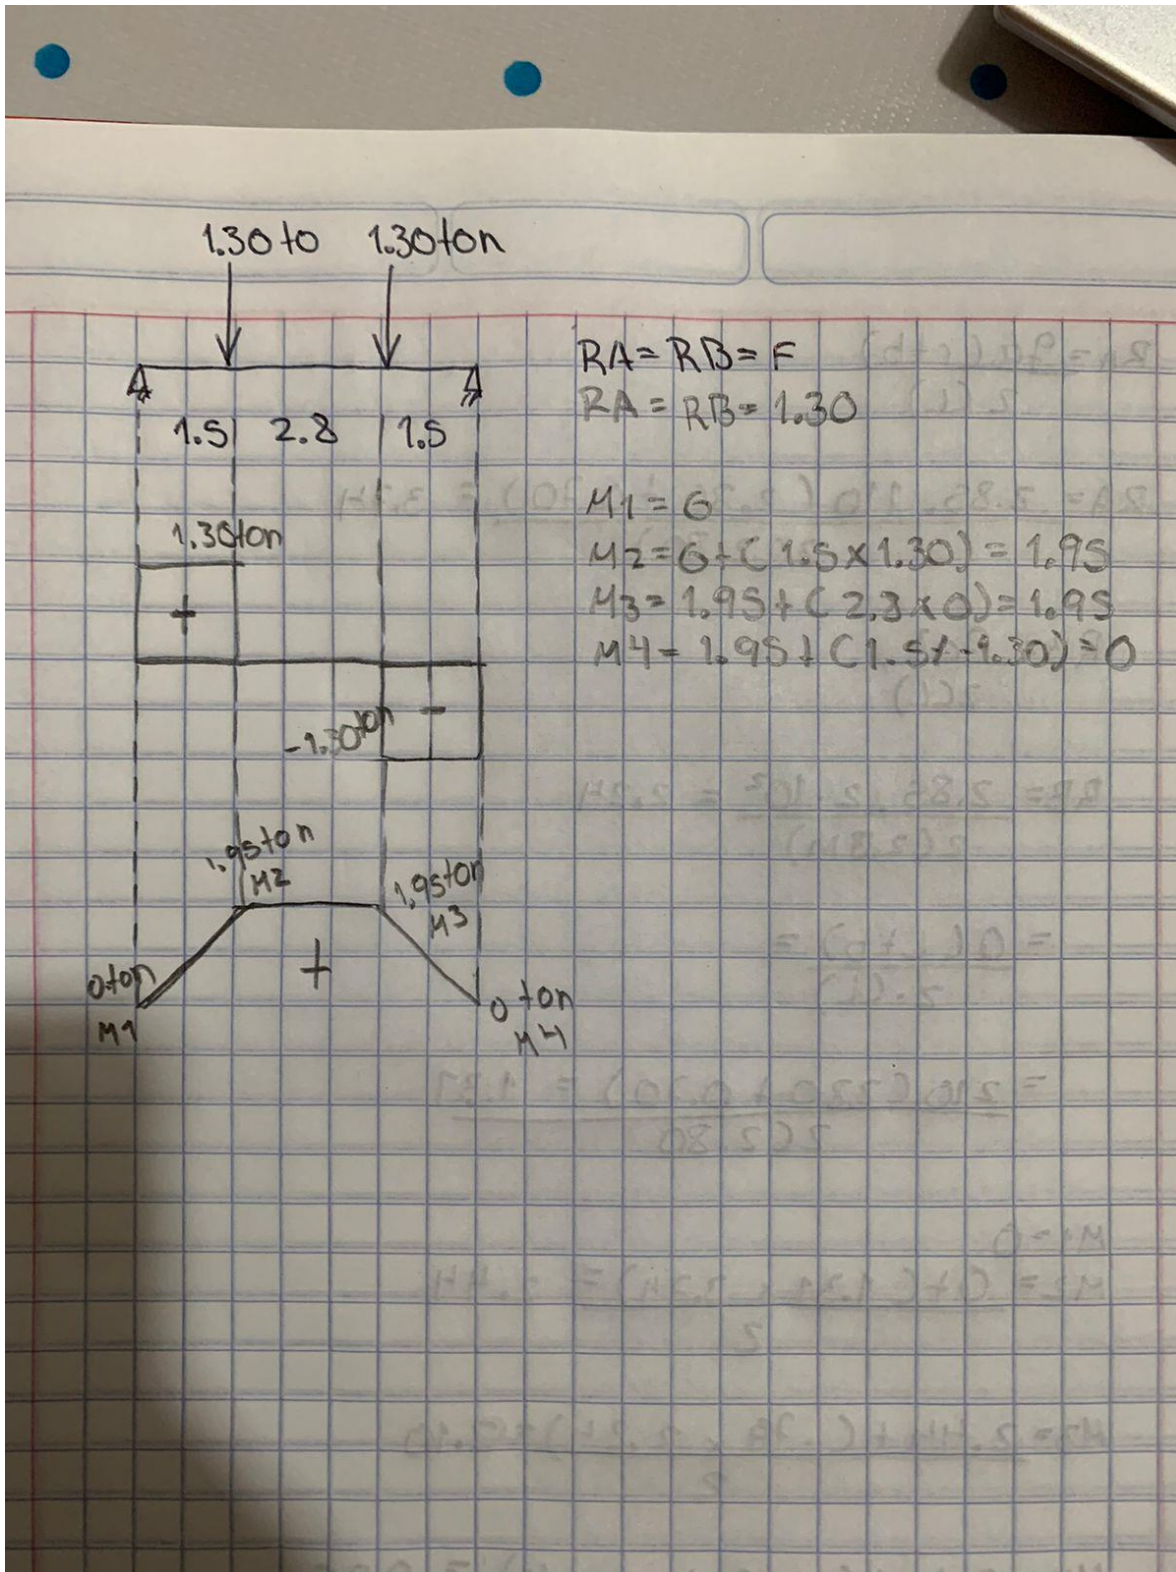 1.30 to 1.30 ton
1.5 2.8 1.5
1.30 ton
+
-1.30 ton -
1.95 ton
M2
1.95 ton
M3
+
0 ton
M1
0 ton
M4
RA = RB = F
RA = RB = 1.30
M1 = 0
M2 = 0 + (1.5 x 1.30) = 1.95
M3 = 1.95 + (2.3 x 0) = 1.95
M4 = 1.95 + (1.5 x -1.30) = 0